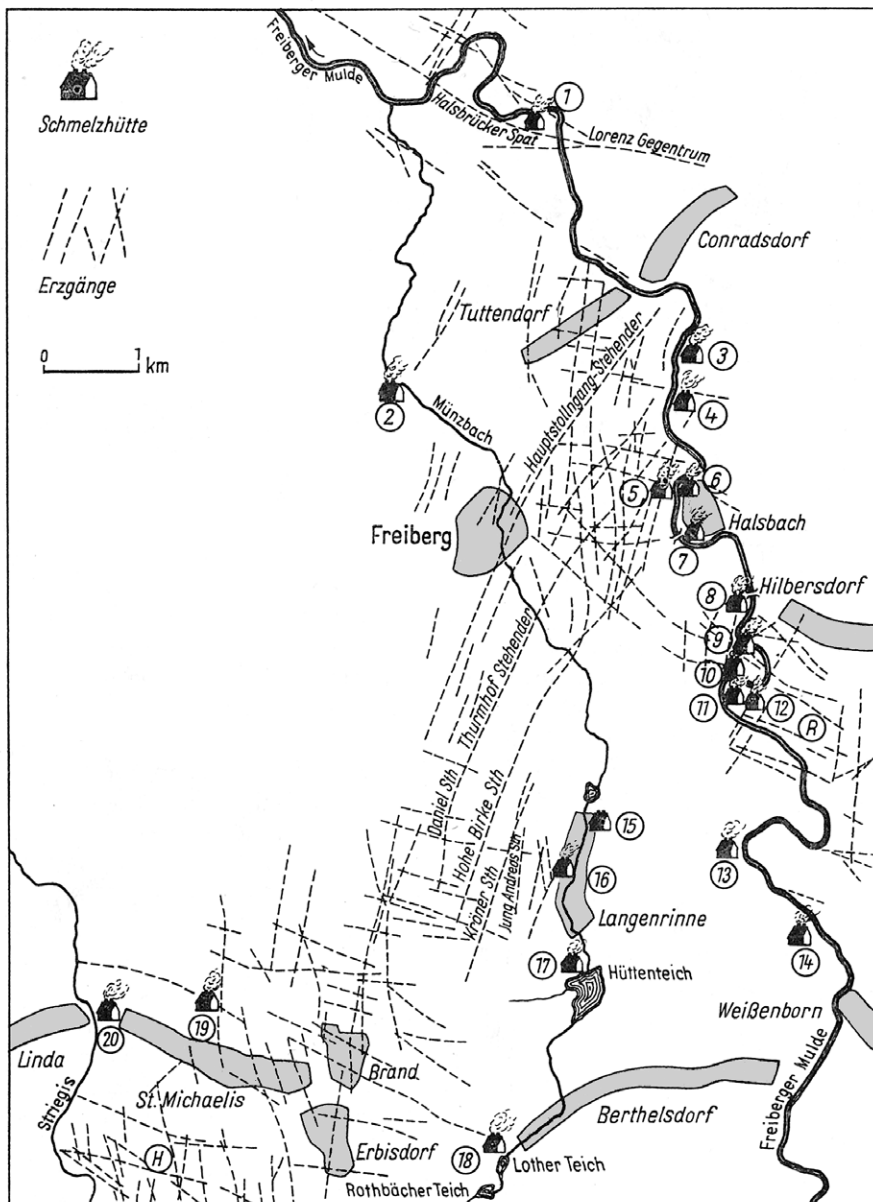 Freiberger Mulde
Schmelzhütte
Erzgänge
0 1 km
1
Halsbrücker Spat
Lorenz Gegentrum
Conradsdorf
Tuttendorf
3
Hauptstollngang-Stehender
2
4
Münzbach
5
6
Freiberg
Halsbach
7
8
Hilbersdorf
9
10
11
12
R
Thurmhof Stehender
Daniel Sth
Hohe Birke Sth
Kröner Sth
Jung Andreas Sth
15
13
16
Langenrinne
14
17
Hüttenteich
Weißenborn
19
20
Linda
Brand
St. Michaelis
Striegis
Berthelsdorf
Freiberger Mulde
H
Erbisdorf
18
Lother Teich
Rothbächer Teich